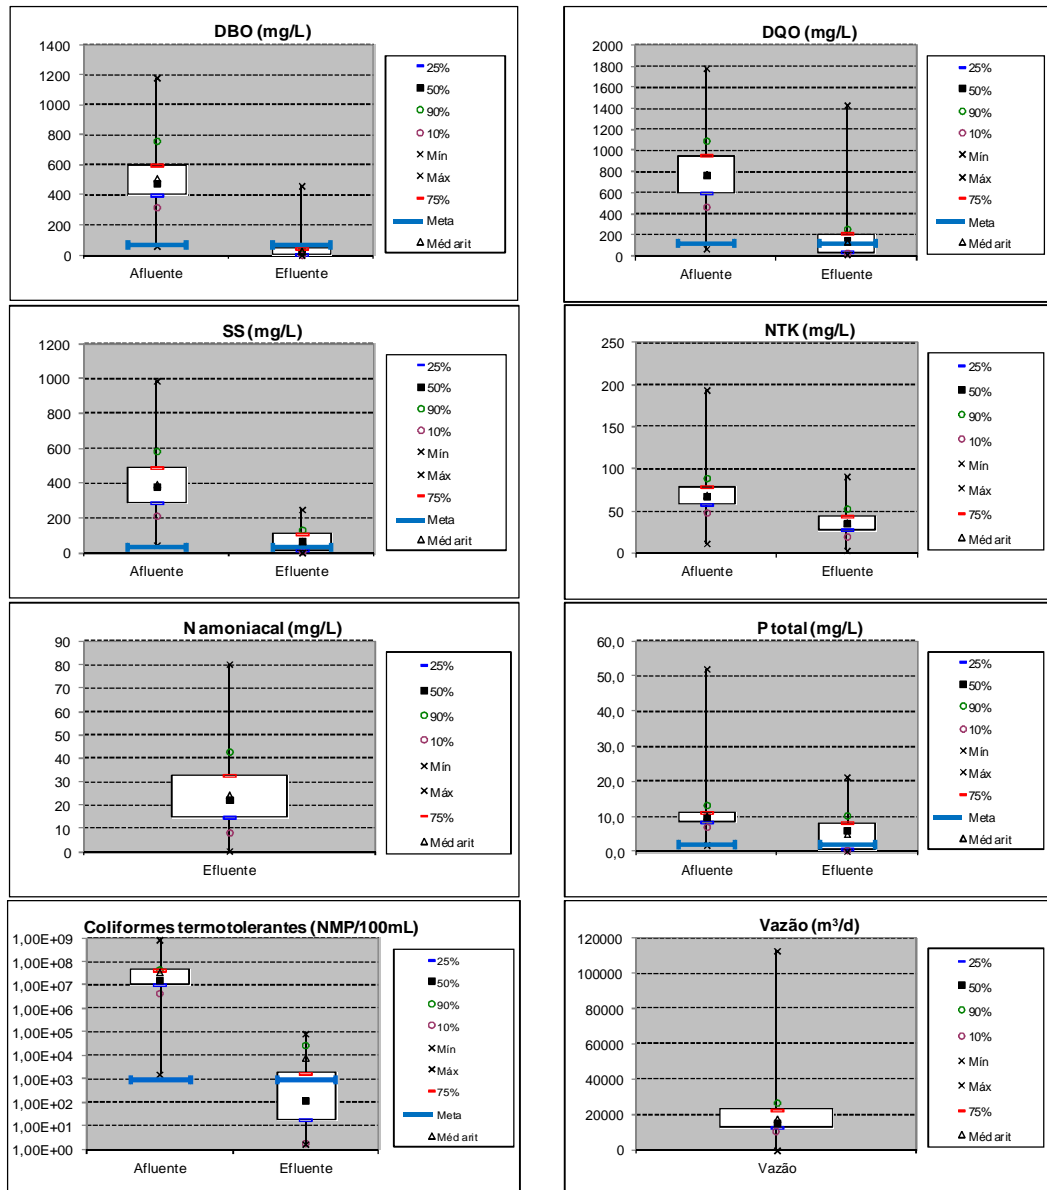 DBO (mg/L)
1400
1200
1000
800
600
400
200
0
Afluente
Efluente
25%
50%
90%
10%
Mín
Máx
75%
Meta
Méd arit
DQO (mg/L)
2000
1800
1600
1400
1200
1000
800
600
400
200
0
Afluente
Efluente
25%
50%
90%
10%
Mín
Máx
75%
Meta
Méd arit
SS (mg/L)
1200
1000
800
600
400
200
0
Afluente
Efluente
25%
50%
90%
10%
Mín
Máx
75%
Meta
Méd arit
NTK (mg/L)
250
200
150
100
50
0
Afluente
Efluente
25%
50%
90%
10%
Mín
Máx
75%
Méd arit
N amoniacal (mg/L)
90
80
70
60
50
40
30
20
10
0
Efluente
25%
50%
90%
10%
Mín
Máx
75%
Méd arit
P total (mg/L)
60,0
50,0
40,0
30,0
20,0
10,0
0,0
Afluente
Efluente
25%
50%
90%
10%
Mín
Máx
75%
Meta
Méd arit
Coliformes termotolerantes (NMP/100mL)
1,00E+09
1,00E+08
1,00E+07
1,00E+06
1,00E+05
1,00E+04
1,00E+03
1,00E+02
1,00E+01
1,00E+00
Afluente
Efluente
25%
50%
90%
10%
Mín
Máx
75%
Meta
Méd arit
Vazão (m³/d)
120000
100000
80000
60000
40000
20000
0
Vazão
25%
50%
90%
10%
Mín
Máx
75%
Méd arit